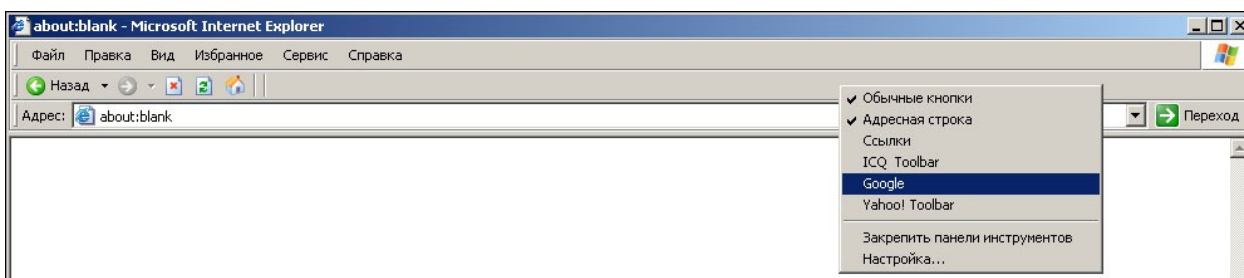 about:blank - Microsoft Internet Explorer
Файл Правка Вид Избранное Сервис Справка
Назад
Адрес: about:blank Переход
Обычные кнопки
Адресная строка
Ссылки
ICQ Toolbar
Google
Yahoo! Toolbar
Закрепить панели инструментов
Настройка...